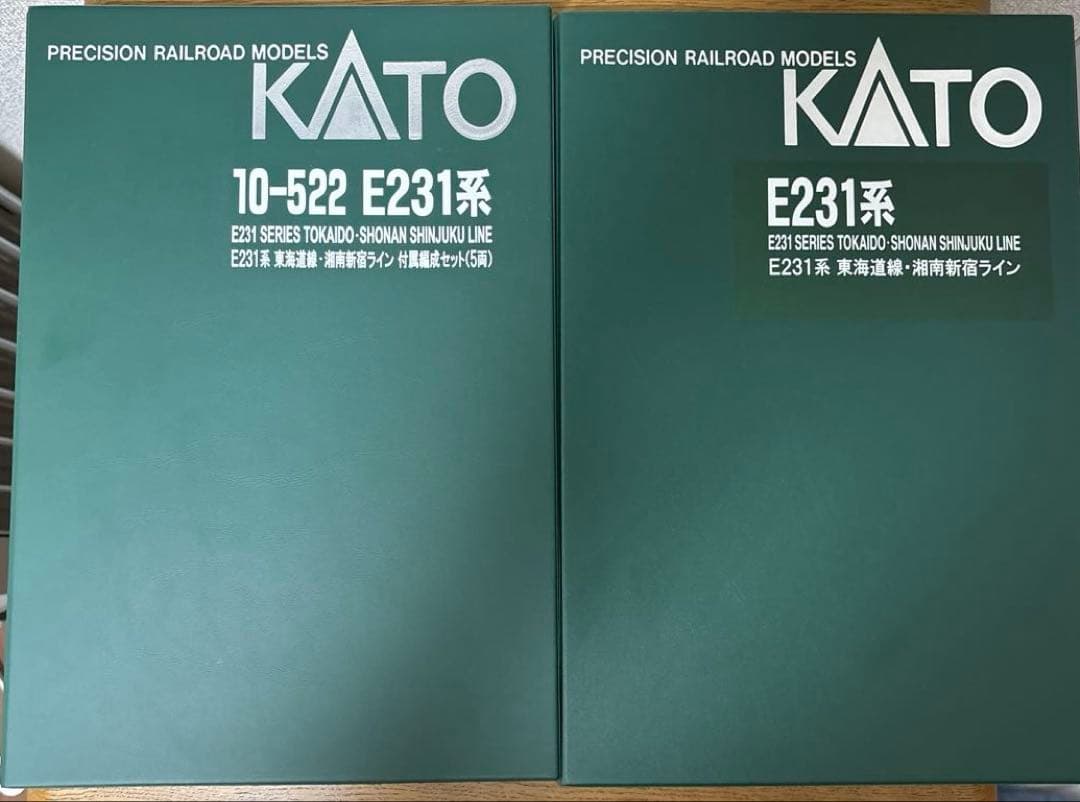 PRECISION RAILROAD MODELS
KATO
10-522 E231系
E231 SERIES TOKAIDO･SHONAN SHINJUKU LINE
E231系 東海道線･湘南新宿ライン 付属編成セット(5両)
PRECISION RAILROAD MODELS
KATO
E231系
E231 SERIES TOKAIDO･SHONAN SHINJUKU LINE
E231系 東海道線･湘南新宿ライン